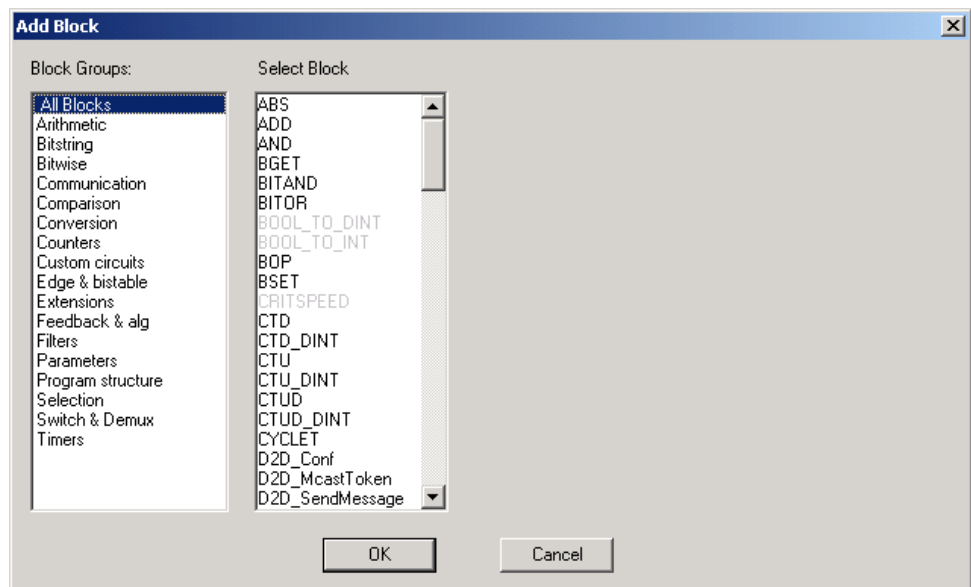 Add Block
Block Groups:
All Blocks
Arithmetic
Bitstring
Bitwise
Communication
Comparison
Conversion
Counters
Custom circuits
Edge & bistable
Extensions
Feedback & alg
Filters
Parameters
Program structure
Selection
Switch & Demux
Timers
Select Block
ABS
ADD
AND
BGET
BITAND
BITOR
BOOL_TO_DINT
BOOL_TO_INT
BOP
BSET
CRITSPEED
CTD
CTD_DINT
CTU
CTU_DINT
CTUD
CTUD_DINT
CYCLET
D2D_Conf
D2D_McastToken
D2D_SendMessage
OK
Cancel